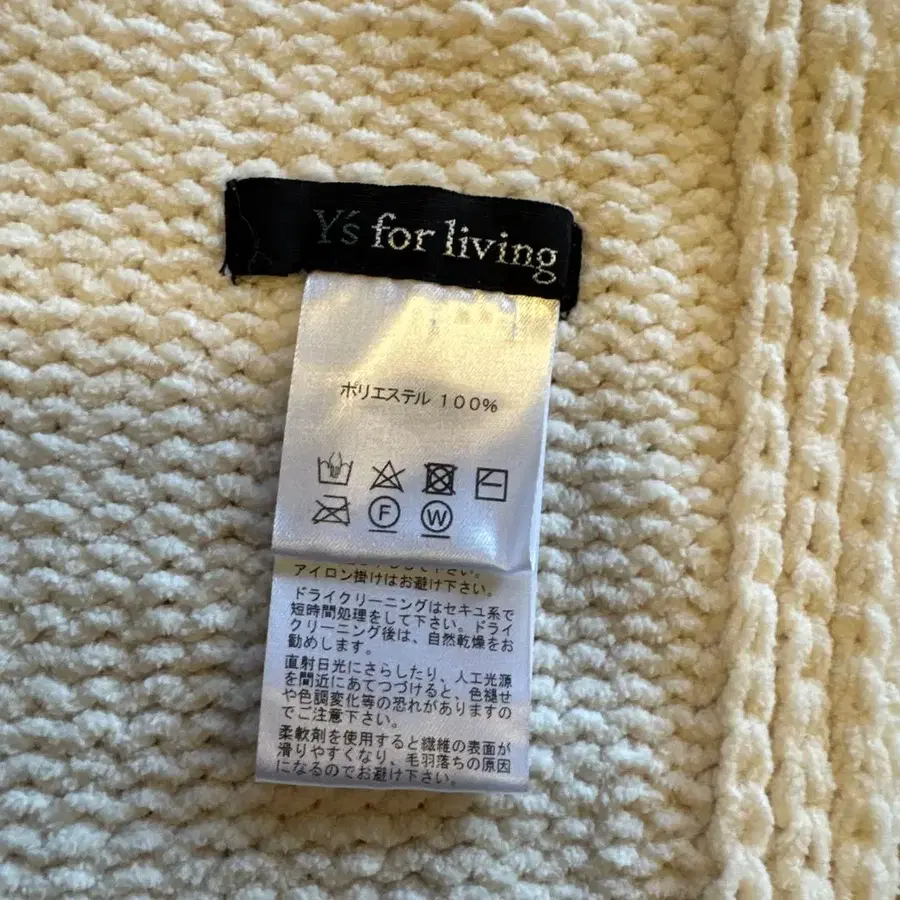 Y's for living
ポリエステル 100%
F
W
アイロン掛けはお避け下さい。
ドライクリーニングはセキユ系で
短時間処理をして下さい。ドライ
クリーニング後は、自然乾燥をお
勧めします。
直射日光にさらしたり、人工光源
を間近にあてつづけると、色褪せ
や色調変化等の恐れがありますの
でご注意下さい。
柔軟剤を使用すると繊維の表面が
滑りやすくなり、毛羽落ちの原因
になるのでお避け下さい。